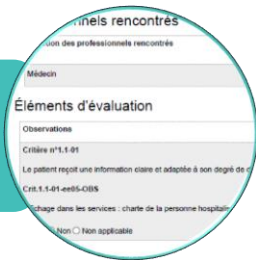 nnels rencontrés
ion des professionnels rencontrés
Médecin
Éléments d'évaluation
Observations
Critère n°1.1-01
Le patient reçoit une information claire et adaptée à son degré de
Crit.1.1-01-ee05-OBS
chage dans les services : charte de la personne hospitalis
Non Non applicable